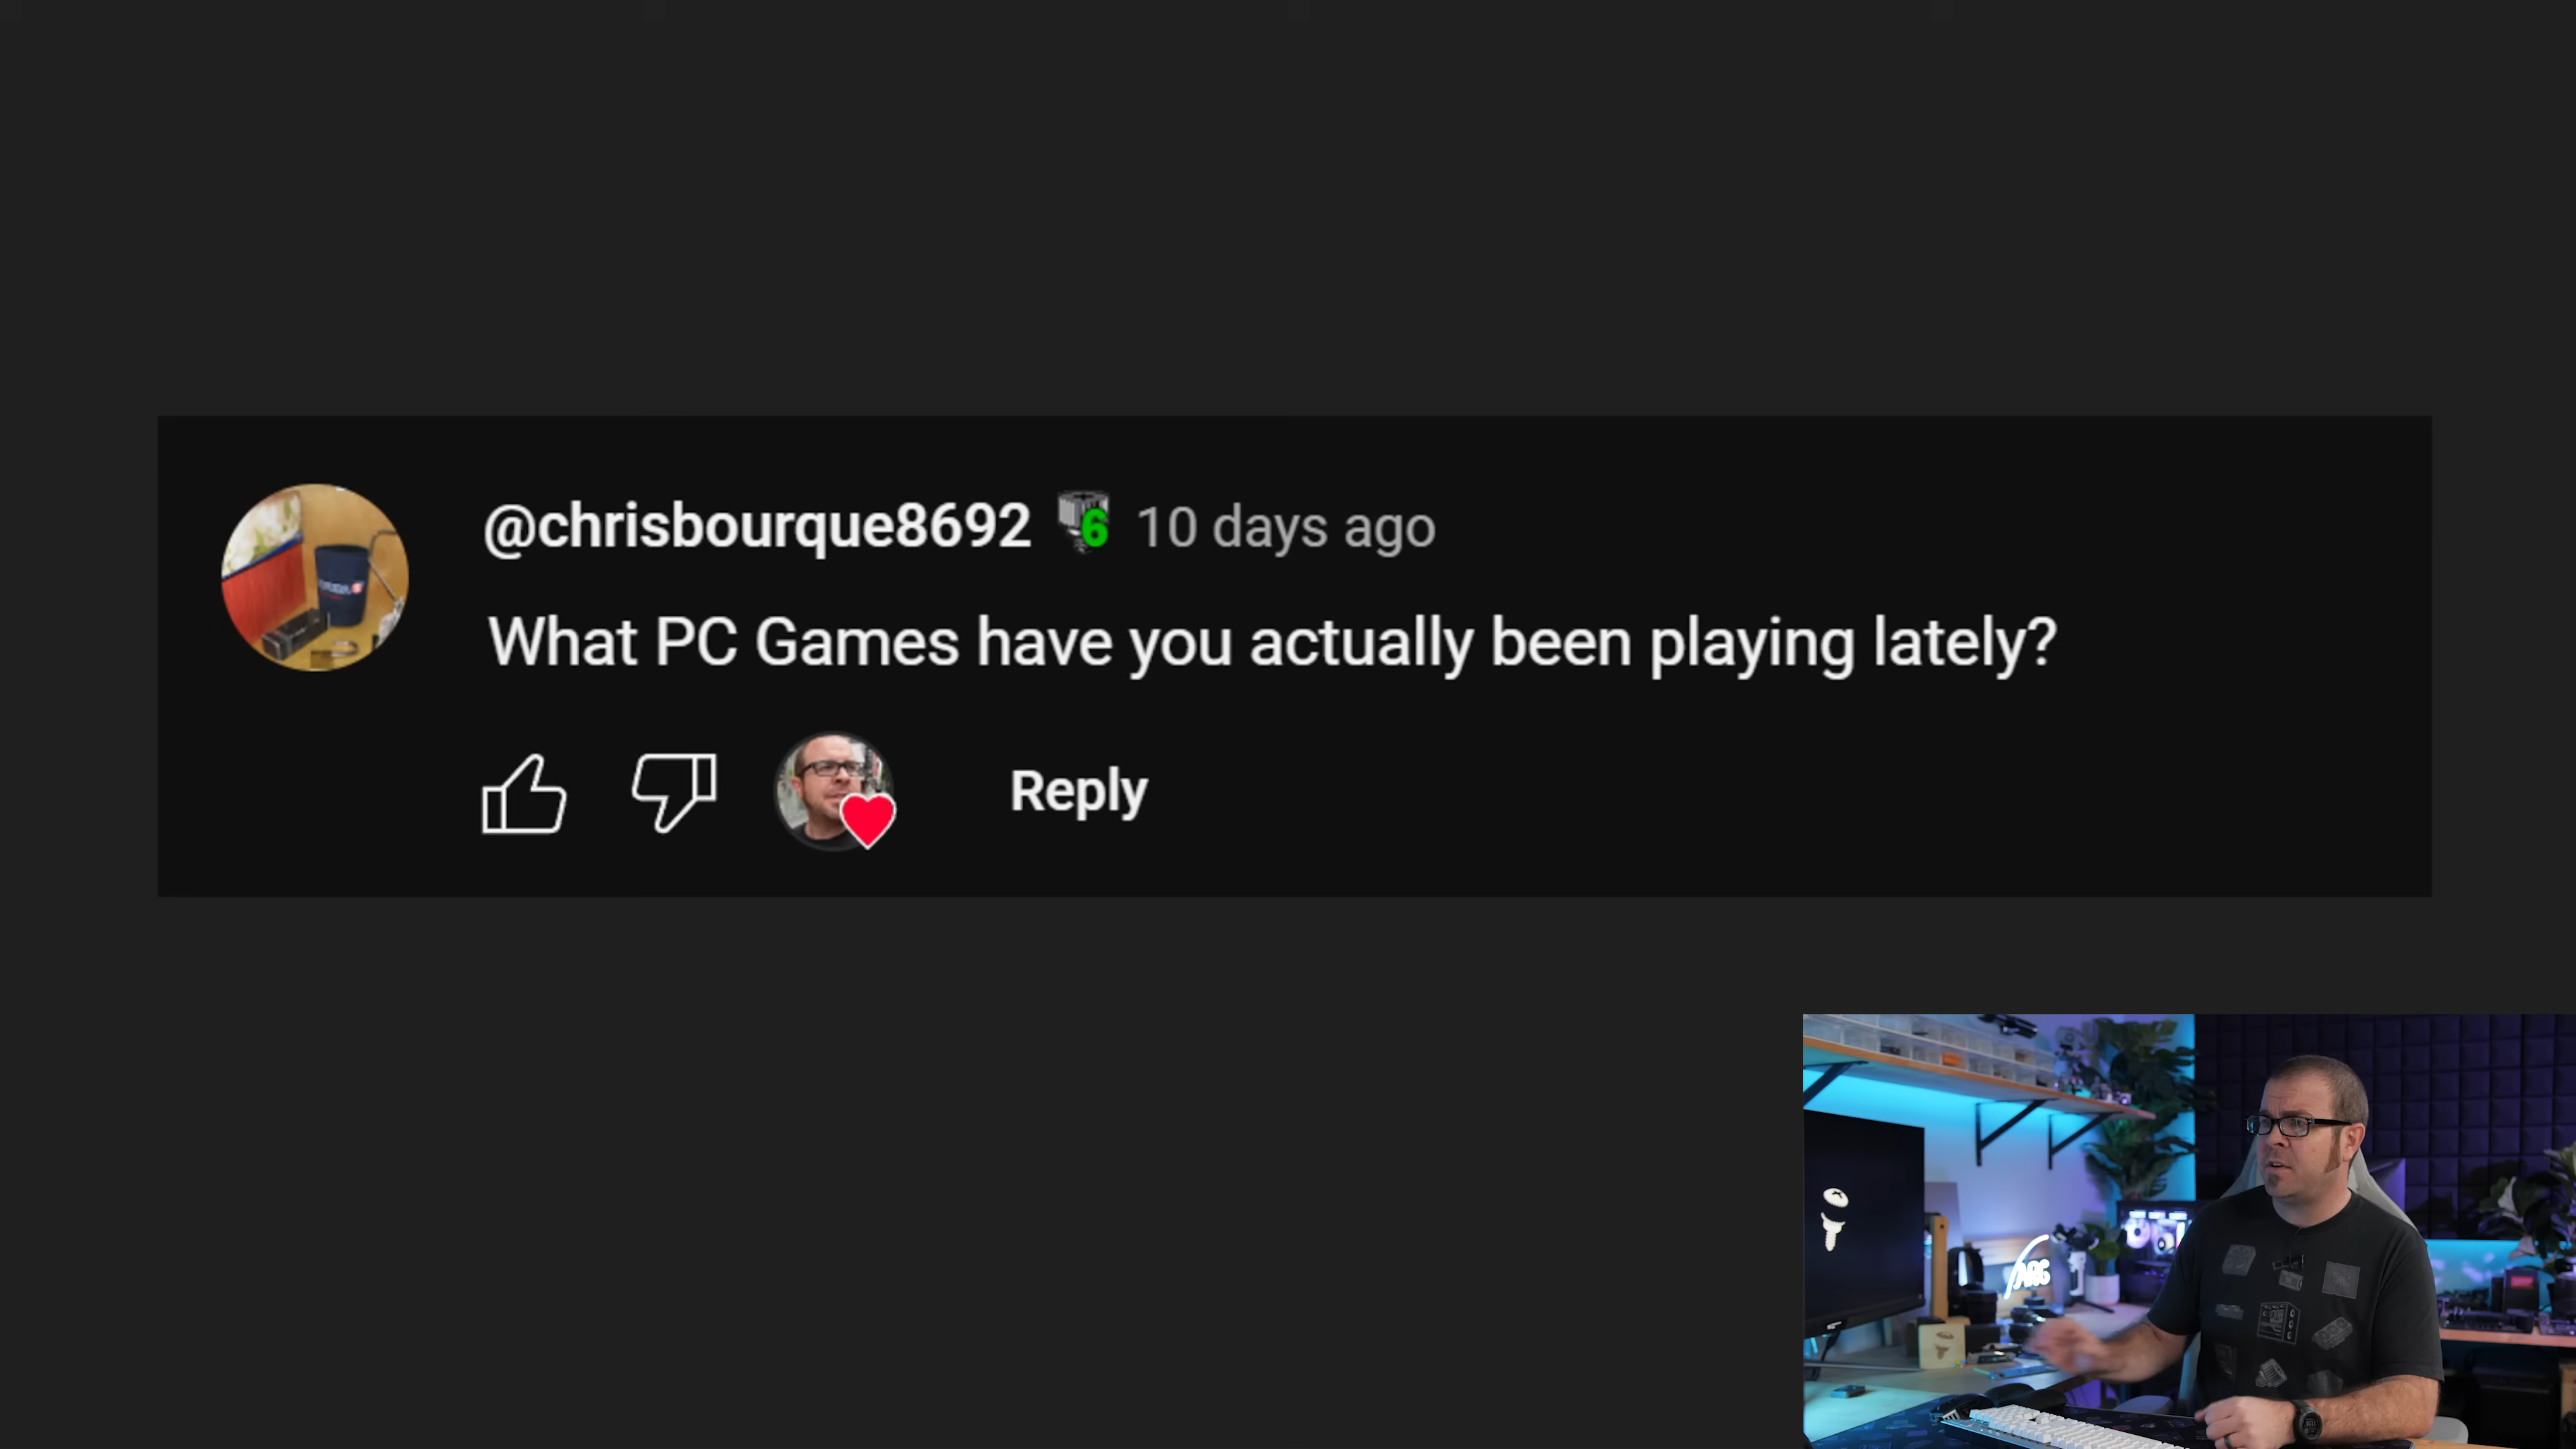 @chrisbourque8692 6 10 days ago
What PC Games have you actually been playing lately?
Reply